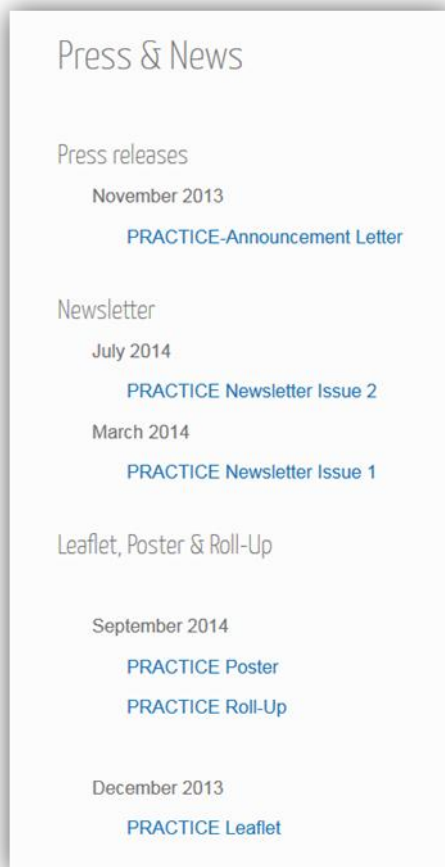 Press & News
Press releases
November 2013
PRACTICE-Announcement Letter
Newsletter
July 2014
PRACTICE Newsletter Issue 2
March 2014
PRACTICE Newsletter Issue 1
Leaflet, Poster & Roll-Up
September 2014
PRACTICE Poster
PRACTICE Roll-Up
December 2013
PRACTICE Leaflet